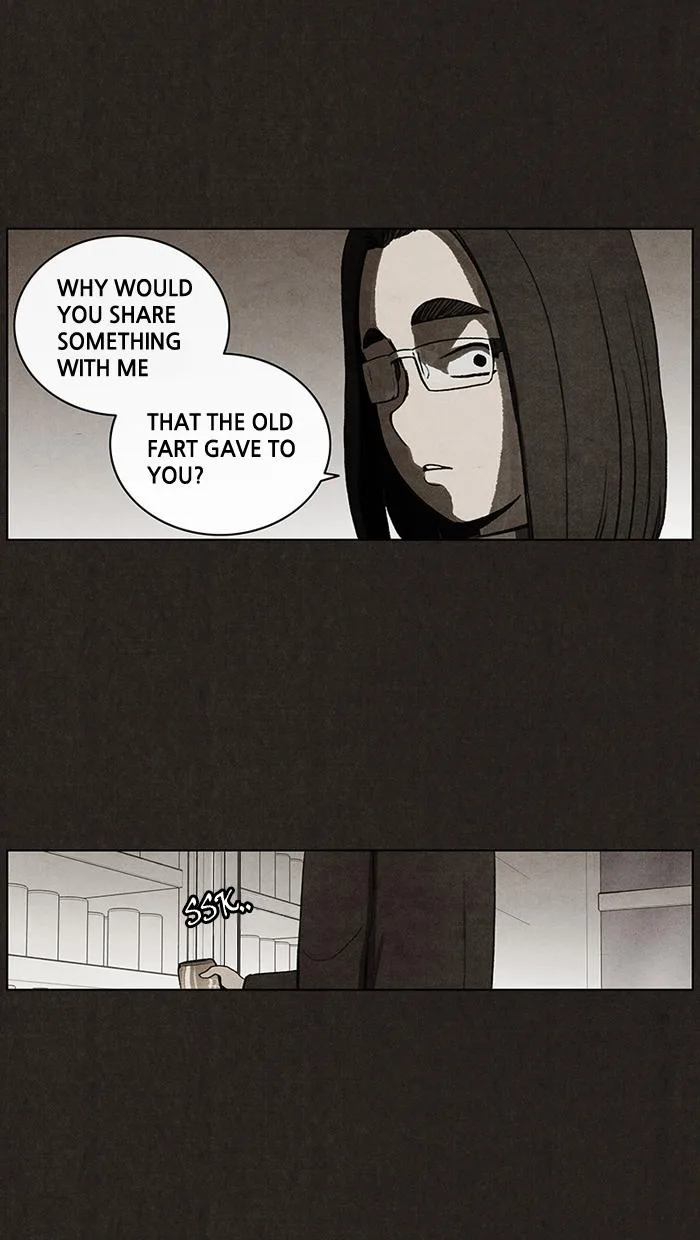 WHY WOULD
YOU SHARE
SOMETHING
WITH ME
THAT THE OLD
FART GAVE TO
YOU?
SSK..